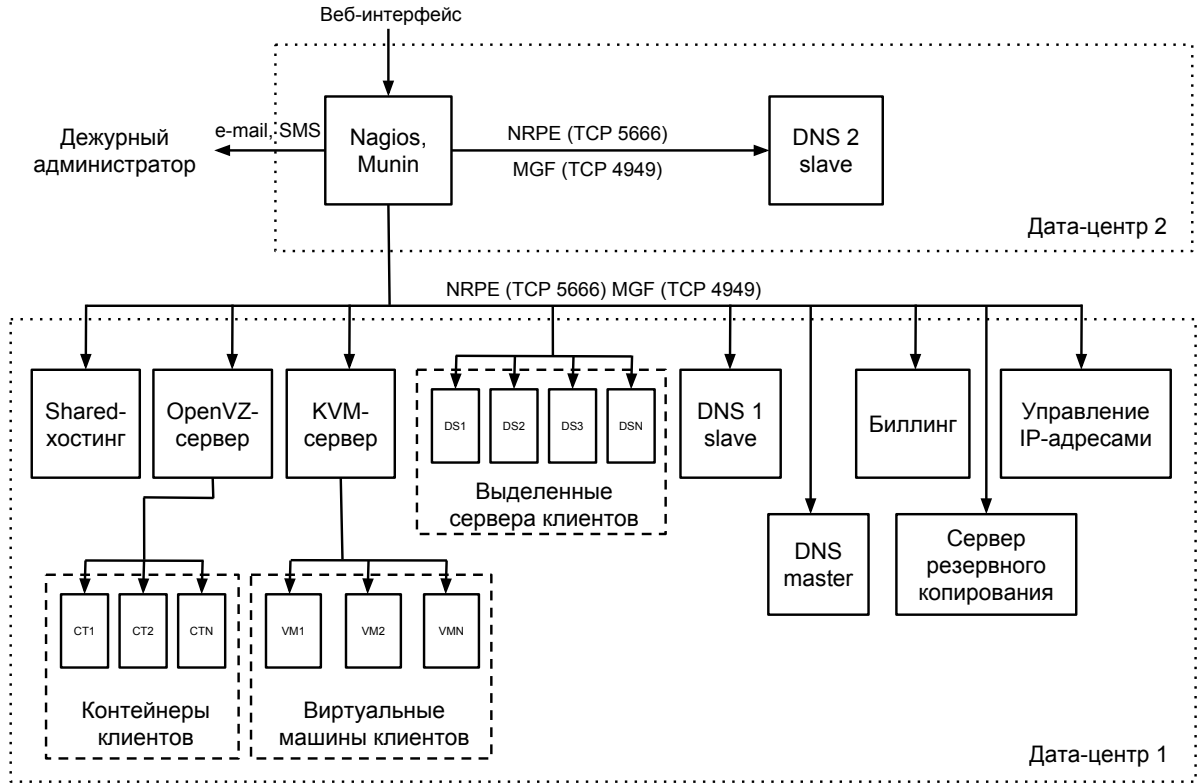 Веб-интерфейс
e-mail, SMS
Дежурный
администратор
Nagios,
Munin
NRPE (TCP 5666)
MGF (TCP 4949)
DNS 2
slave
Дата-центр 2
NRPE (TCP 5666) MGF (TCP 4949)
Shared-
хостинг
OpenVZ-
сервер
KVM-
сервер
DS1
DS2
DS3
DSN
Выделенные
сервера клиентов
DNS 1
slave
Биллинг
Управление
IP-адресами
DNS
master
Сервер
резервного
копирования
CT1
CT2
CTN
Контейнеры
клиентов
VM1
VM2
VMN
Виртуальные
машины клиентов
Дата-центр 1